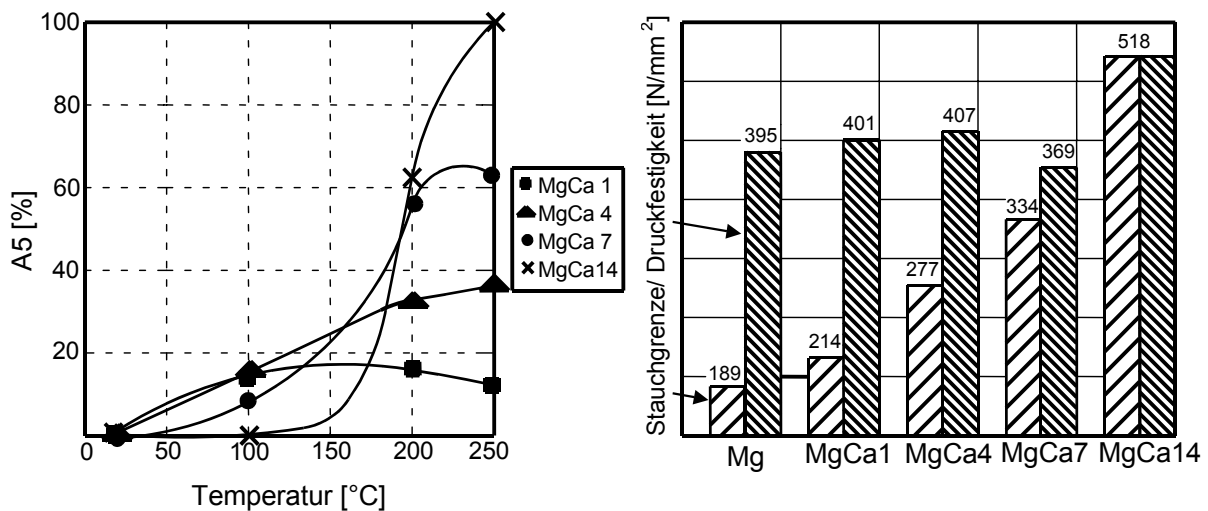 100
80
60
40
20
0
50
100
150
200
250
A5 [%]
Temperatur [°C]
MgCa 1
MgCa 4
MgCa 7
MgCa14
Stauchgrenze/ Druckfestigkeit [N/mm²]
189
395
214
401
277
407
334
369
518
Mg
MgCa1
MgCa4
MgCa7
MgCa14